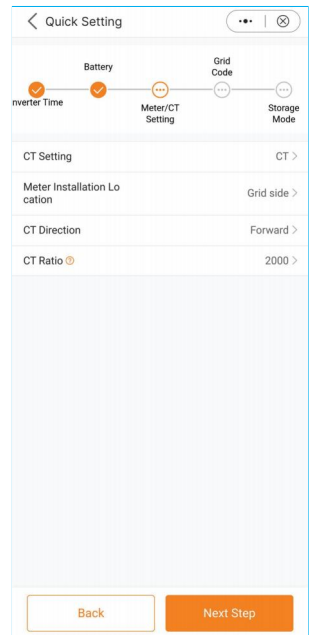 Quick Setting
Battery
Grid
Code
nverter Time
Meter/CT
Setting
Storage
Mode
CT Setting
CT
Meter Installation Lo
cation
Grid side
CT Direction
Forward
CT Ratio
2000
Back
Next Step